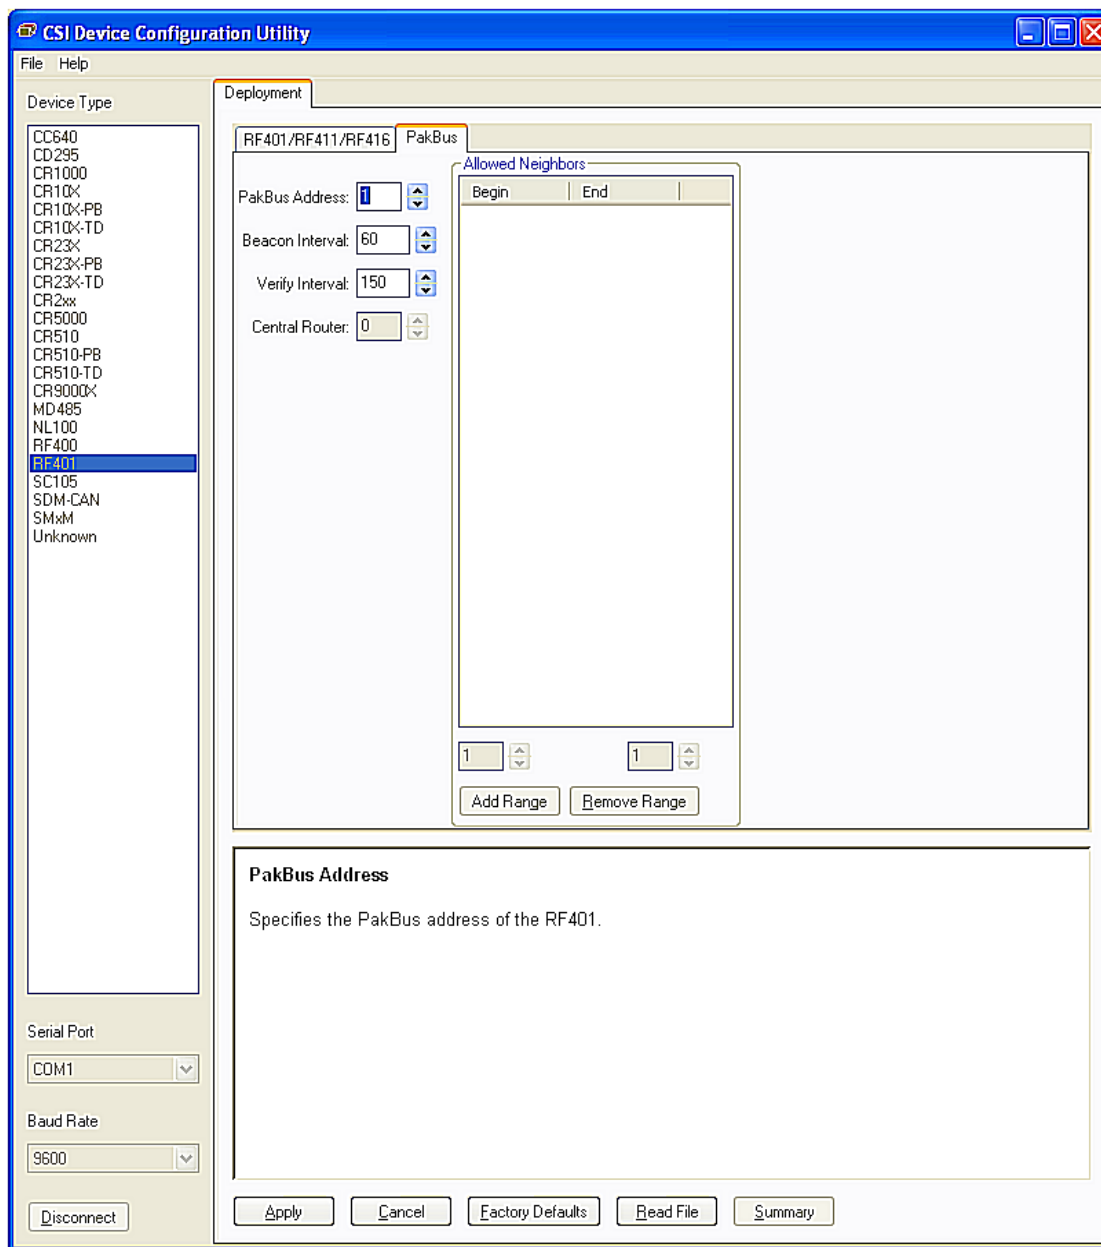 CSI Device Configuration Utility
File Help
Device Type
CC640
CD295
CR1000
CR10X
CR10X-PB
CR10X-TD
CR23X
CR23X-PB
CR23X-TD
CR2xx
CR5000
CR510
CR510-PB
CR510-TD
CR9000X
MD485
NL100
RF400
RF401
SC105
SDM-CAN
SMxM
Unknown
Serial Port
COM1
Baud Rate
9600
Disconnect
Deployment
RF401/RF411/RF416 PakBus
PakBus Address: 1
Beacon Interval: 60
Verify Interval: 150
Central Router: 0
Allowed Neighbors
Begin End
1 1
Add Range Remove Range
PakBus Address
Specifies the PakBus address of the RF401.
Apply Cancel Factory Defaults Read File Summary